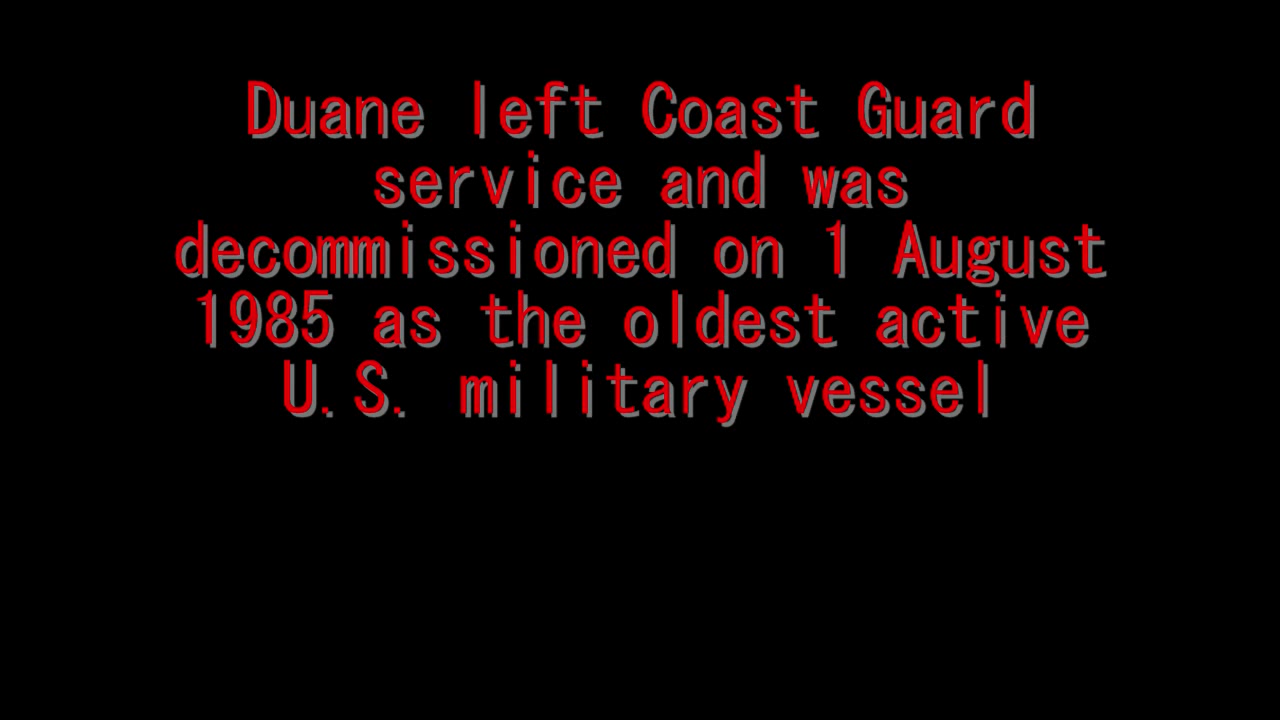 Duane left Coast Guard
service and was
decommissioned on 1 August
1985 as the oldest active
U.S. military vessel